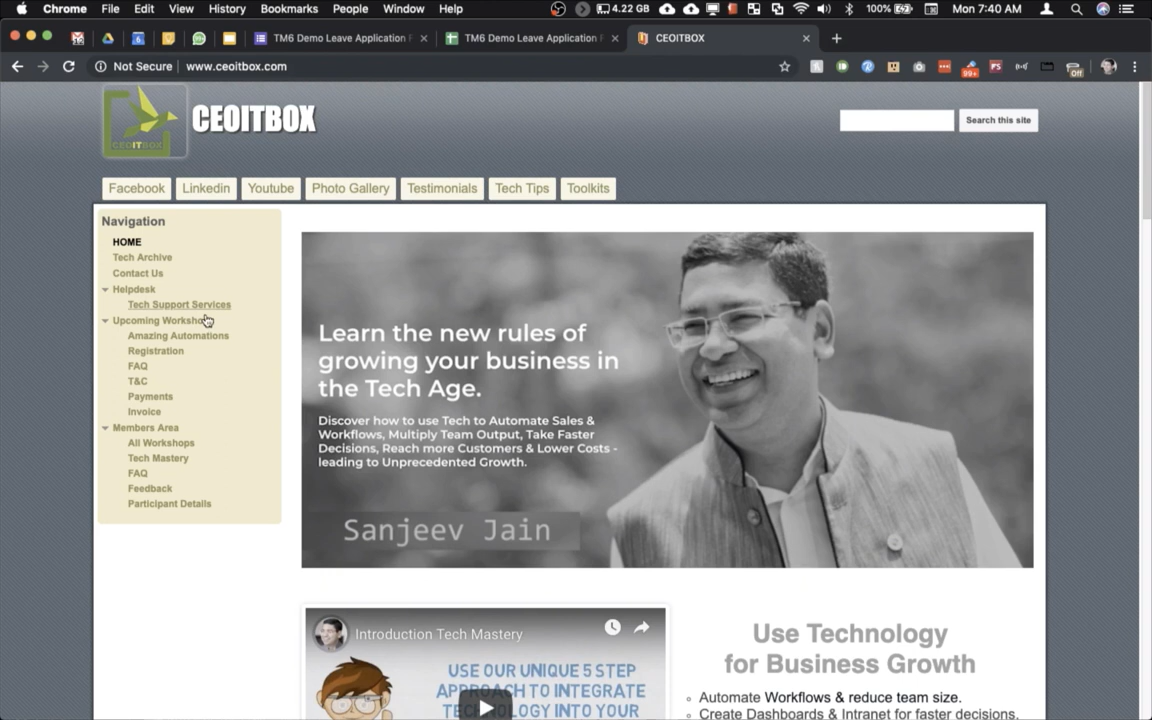 Chrome File Edit View History Bookmarks People Window Help 4.22 GB 100% Mon 7:40 AM
TM6 Demo Leave Application F TM6 Demo Leave Application F CEOITBOX
Not Secure www.ceoitbox.com 99+ Off
CEOITBOX
CEOITBOX
Search this site
Facebook Linkedin Youtube Photo Gallery Testimonials Tech Tips Toolkits
Navigation
HOME
Tech Archive
Contact Us
Helpdesk
Tech Support Services
Upcoming Workshop
Amazing Automations
Registration
FAQ
T&C
Payments
Invoice
Members Area
All Workshops
Tech Mastery
FAQ
Feedback
Participant Details
Learn the new rules of
growing your business in
the Tech Age.
Discover how to use Tech to Automate Sales &
Workflows, Multiply Team Output, Take Faster
Decisions, Reach more Customers & Lower Costs -
leading to Unprecedented Growth.
Sanjeev Jain
Introduction Tech Mastery
USE OUR UNIQUE 5 STEP
APPROACH TO INTEGRATE
TECHNOLOGY INTO YOUR
Use Technology
for Business Growth
Automate Workflows & reduce team size.
Create Dashboards & Intranet for faster decisions.